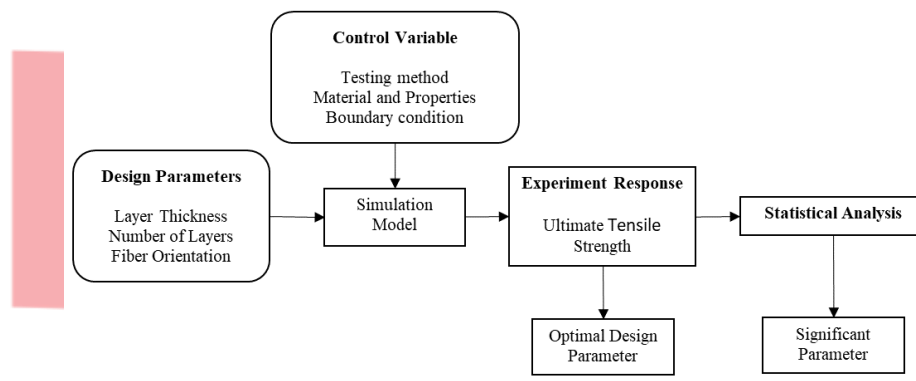 Control Variable
Testing method
Material and Properties
Boundary condition
Design Parameters
Layer Thickness
Number of Layers
Fiber Orientation
Simulation
Model
Experiment Response
Ultimate Tensile
Strength
Statistical Analysis
Optimal Design
Parameter
Significant
Parameter